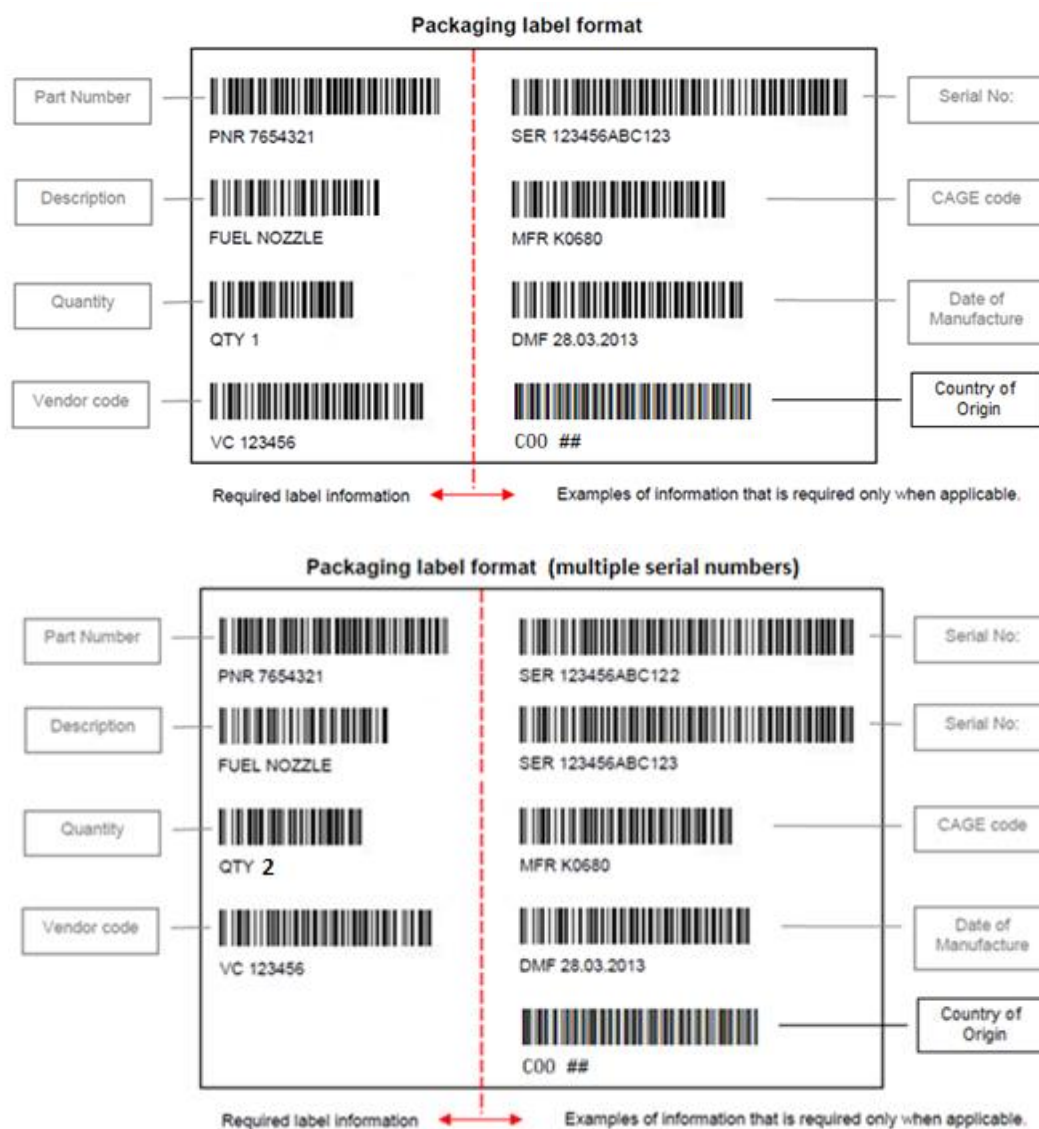 Packaging label format
Part Number
PNR 7654321
SER 123456ABC123
Serial No:
Description
FUEL NOZZLE
MFR K0680
CAGE code
Quantity
QTY 1
DMF 28.03.2013
Date of
Manufacture
Vendor code
VC 123456
COO ##
Country of
Origin
Required label information
Examples of information that is required only when applicable.
Packaging label format (multiple serial numbers)
Part Number
PNR 7654321
SER 123456ABC122
Serial No:
Description
FUEL NOZZLE
SER 123456ABC123
Serial No:
Quantity
QTY 2
MFR K0680
CAGE code
Vendor code
VC 123456
DMF 28.03.2013
Date of
Manufacture
COO ##
Country of
Origin
Required label information
Examples of information that is required only when applicable.